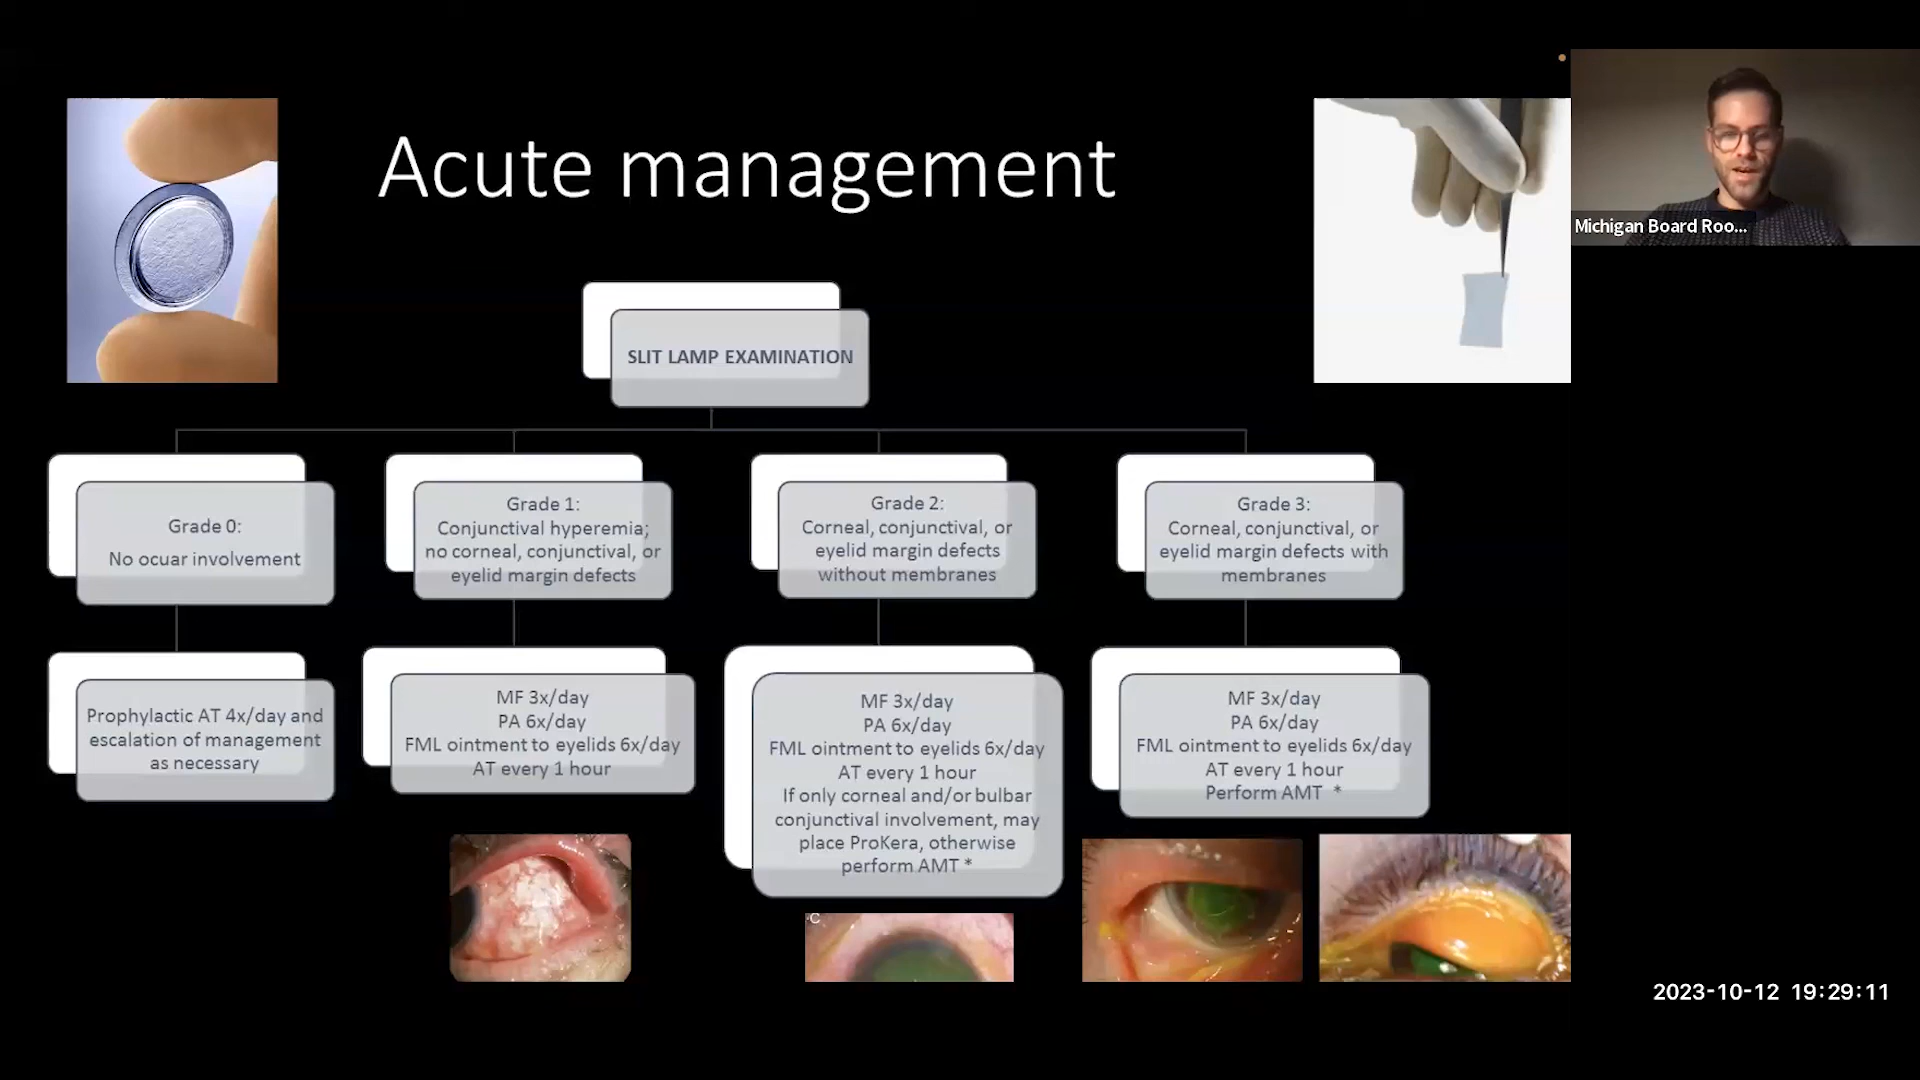 Acute management
Michigan Board Roo...
SLIT LAMP EXAMINATION
Grade 0:
No ocuar involvement
Grade 1:
Conjunctival hyperemia;
no corneal, conjunctival, or
eyelid margin defects
Grade 2:
Corneal, conjunctival, or
eyelid margin defects
without membranes
Grade 3:
Corneal, conjunctival, or
eyelid margin defects with
membranes
Prophylactic AT 4x/day and
escalation of management
as necessary
MF 3x/day
PA 6x/day
FML ointment to eyelids 6x/day
AT every 1 hour
MF 3x/day
PA 6x/day
FML ointment to eyelids 6x/day
AT every 1 hour
If only corneal and/or bulbar
conjunctival involvement, may
place ProKera, otherwise
perform AMT *
MF 3x/day
PA 6x/day
FML ointment to eyelids 6x/day
AT every 1 hour
Perform AMT *
C
2023-10-12 19:29:11